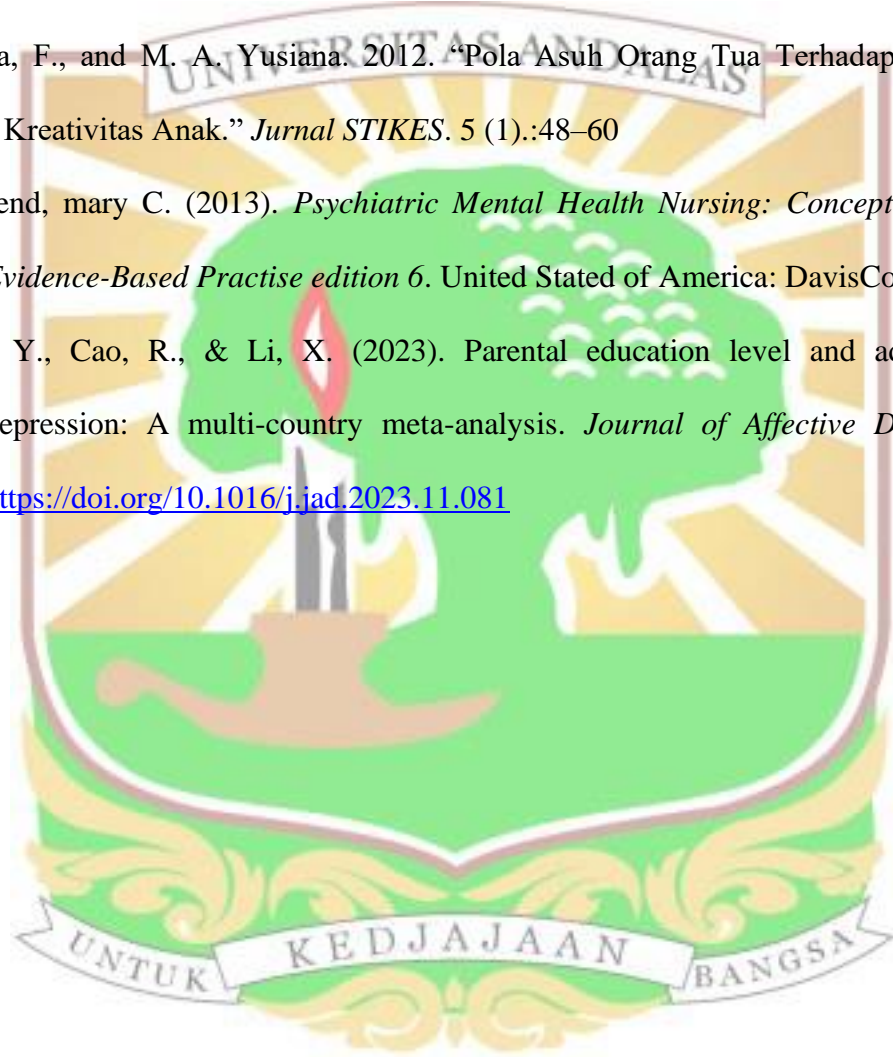 a, F., and M. A. Yusiana. 2012. “Pola Asuh Orang Tua Terhadap
UNIVERSITAS ANDALAS
Kreativitas Anak.” Jurnal STIKES. 5 (1).:48–60
end, mary C. (2013). Psychiatric Mental Health Nursing: Concept
Evidence-Based Practise edition 6. United Stated of America: DavisCo
Y., Cao, R., & Li, X. (2023). Parental education level and a
epression: A multi-country meta-analysis. Journal of Affective D
ttps://doi.org/10.1016/j.jad.2023.11.081
UNTUK KEDJAJAAN BANGSA